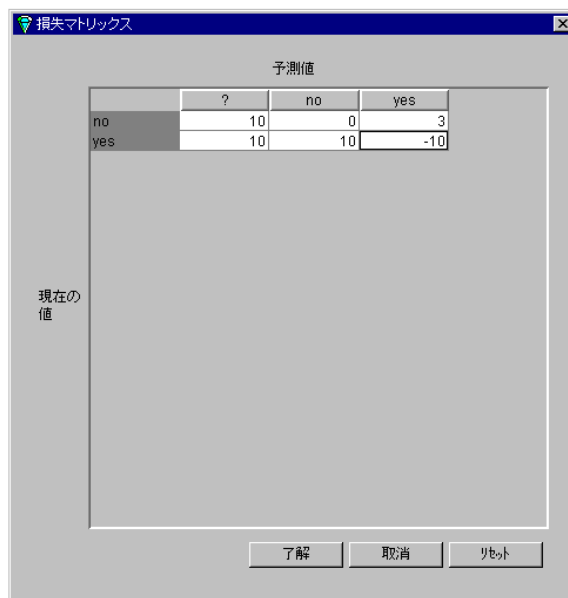 損失マトリックス
予測値
? no yes
no 10 0 3
yes 10 10 -10
現在の
値
了解 取消 リセット